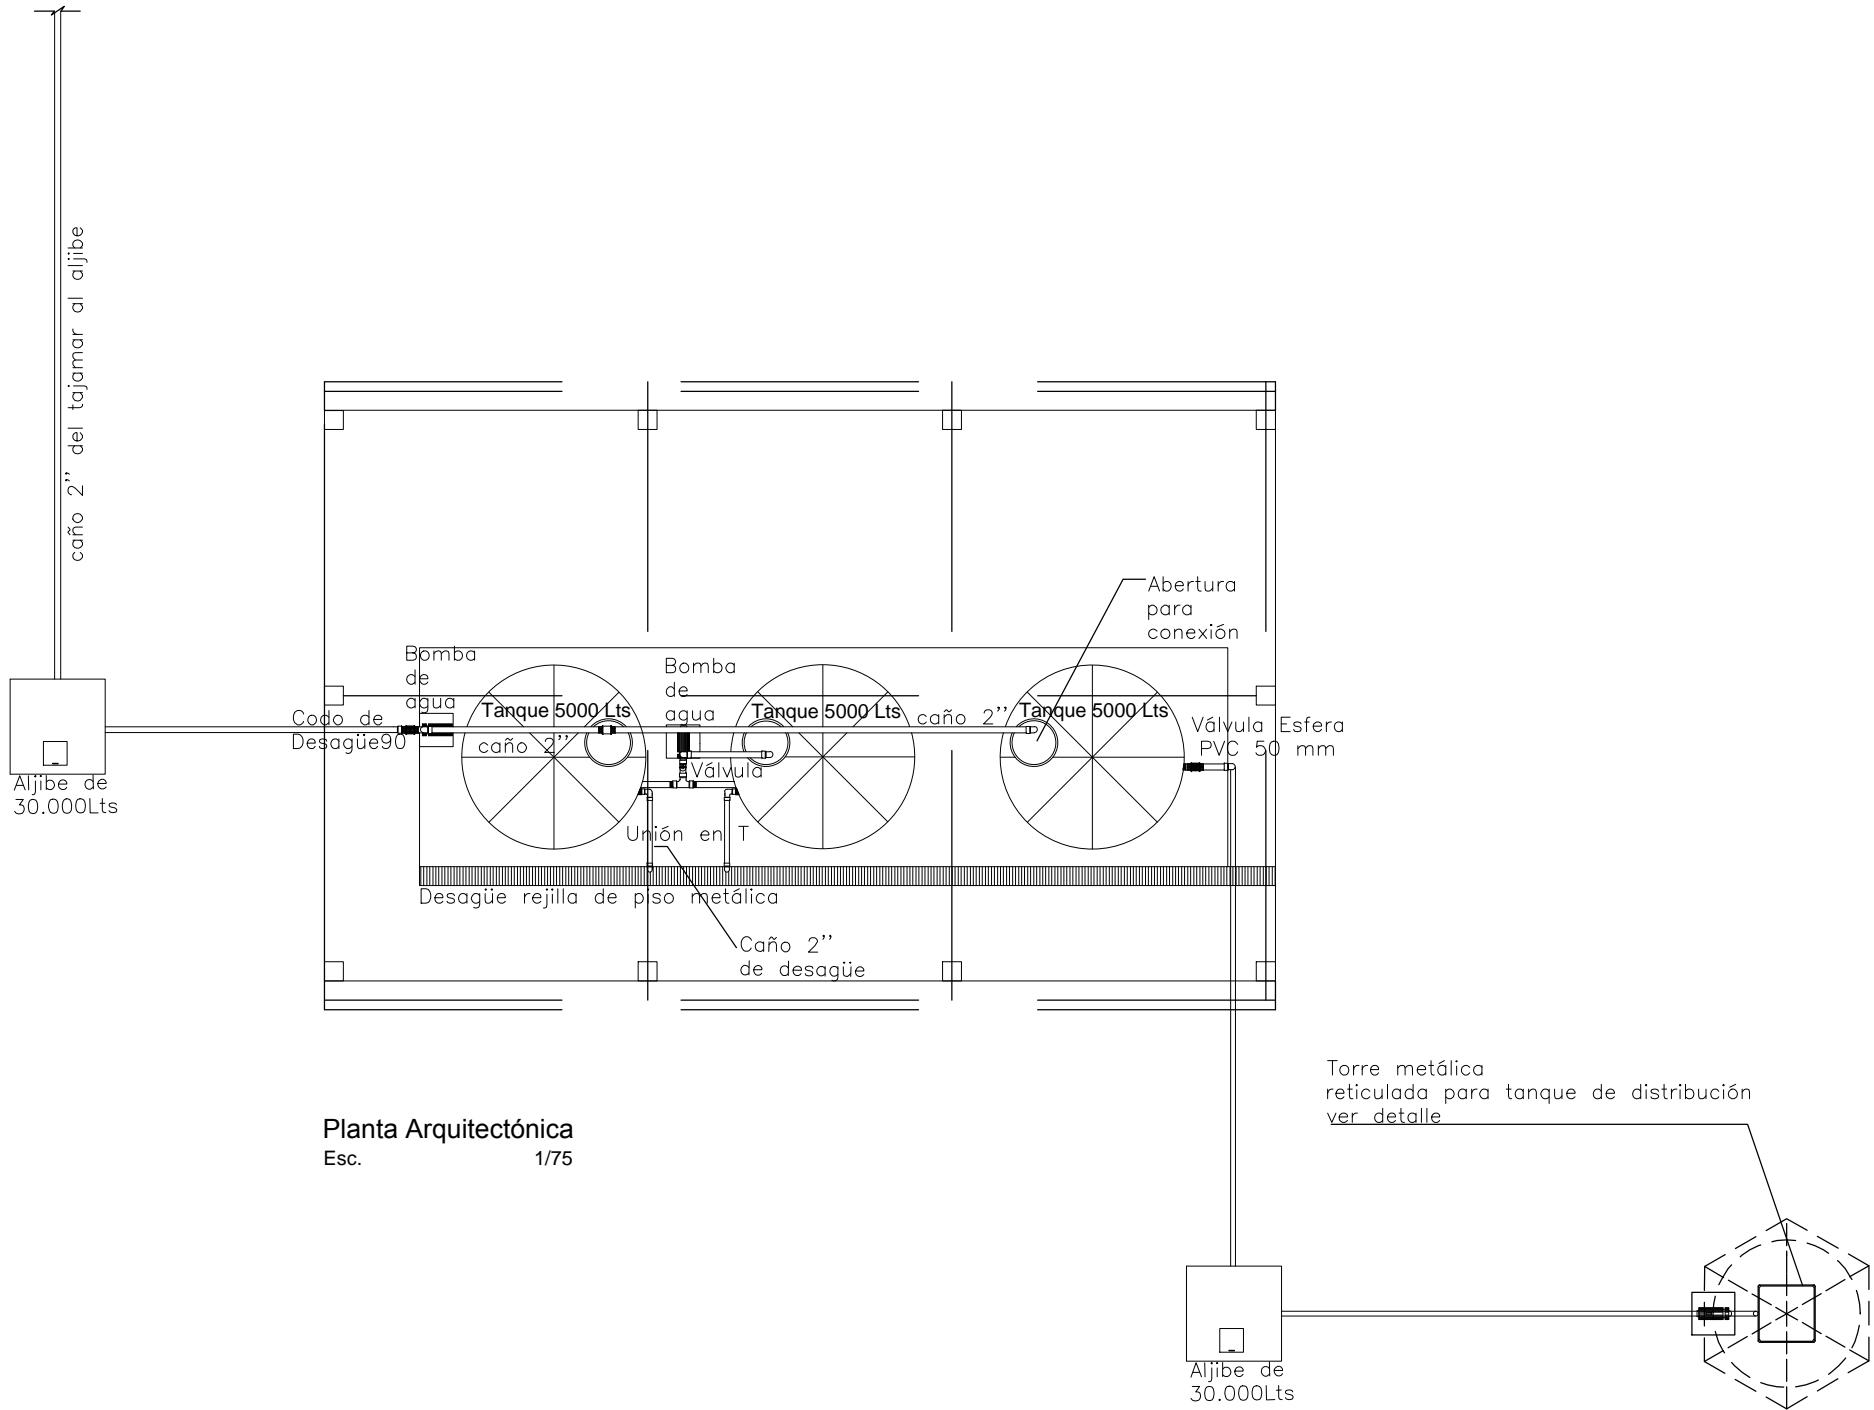 caño 2'' del tajamar al aljibe
Abertura
para
conexión
Bomba
de
agua
Bomba
de
agua
Tanque 5000 Lts
Tanque 5000 Lts
caño 2''
Tanque 5000 Lts
Válvula Esfera
PVC 50 mm
Codo de
Desagüe90
caño 2''
Válvula
Aljibe de
30.000Lts
Unión en T
Desagüe rejilla de piso metálica
Caño 2''
de desagüe
Torre metálica
reticulada para tanque de distribución
ver detalle
Planta Arquitectónica
Esc. 1/75
Aljibe de
30.000Lts